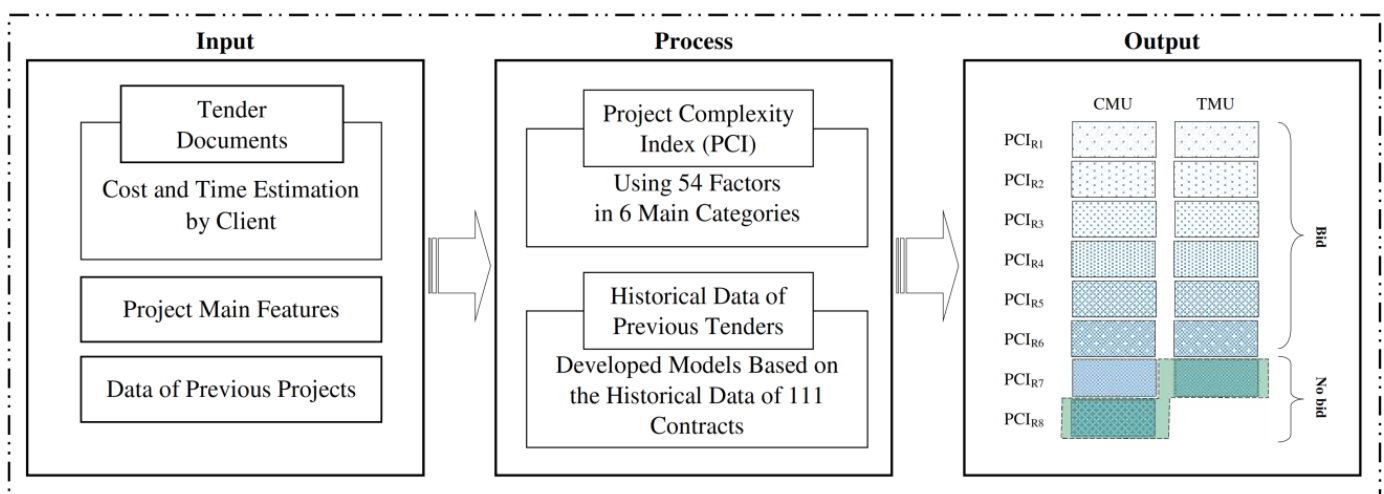 Input
Tender
Documents
Cost and Time Estimation
by Client
Project Main Features
Data of Previous Projects
Process
Project Complexity
Index (PCI)
Using 54 Factors
in 6 Main Categories
Historical Data of
Previous Tenders
Developed Models Based on
the Historical Data of 111
Contracts
Output
CMU TMU
PCIR1
PCIR2
PCIR3
PCIR4
PCIR5
PCIR6
PCIR7
PCIR8
Bid
No bid